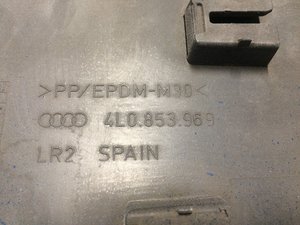 >PP/EPDM-M30<
4L0.853.969
LR2 SPAIN